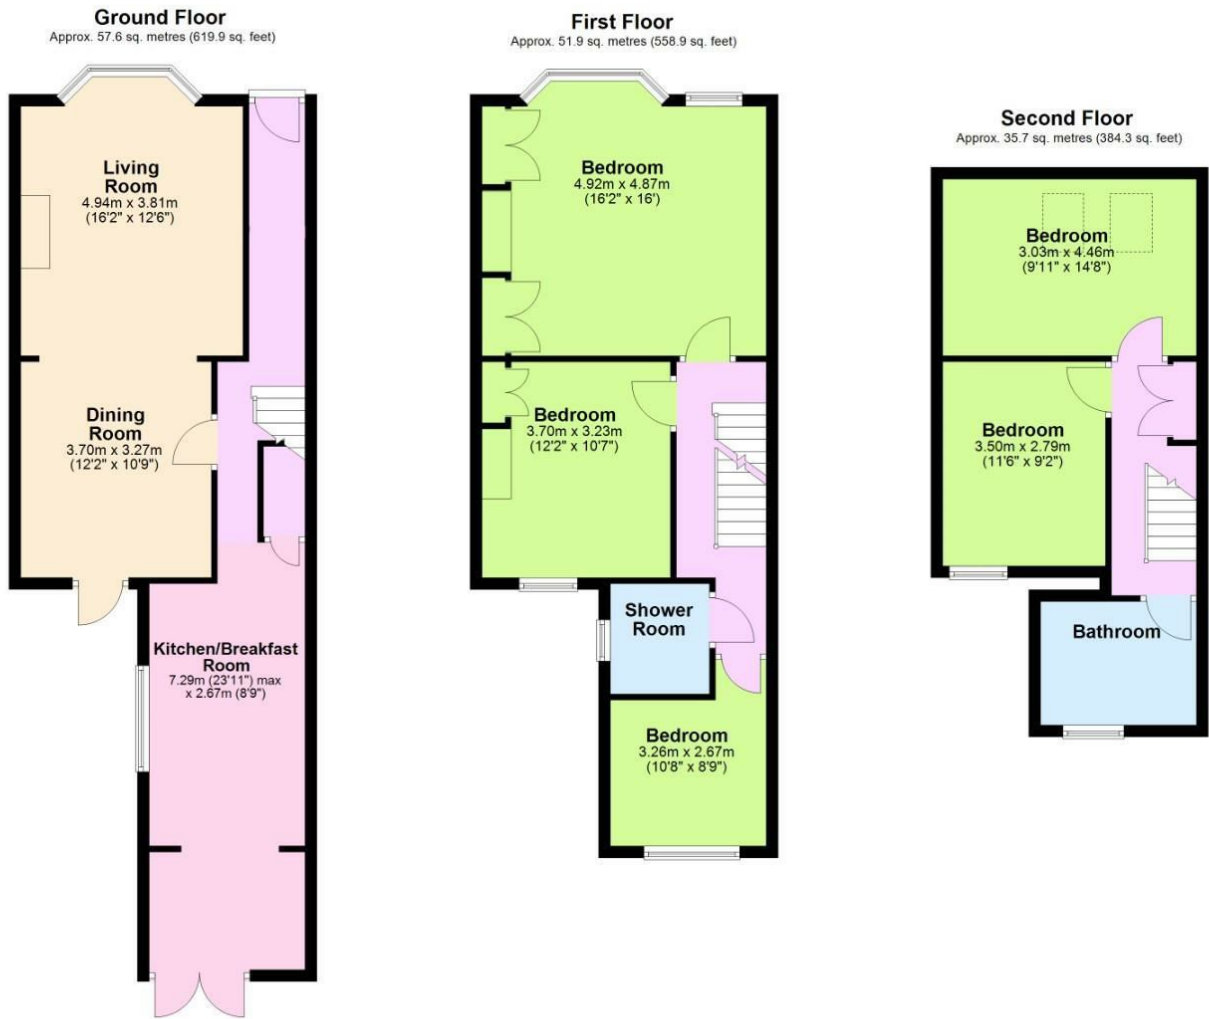 Ground Floor
Approx. 57.6 sq. metres (619.9 sq. feet)
Living
Room
4.94m x 3.81m
(16'2" x 12'6")
Dining
Room
3.70m x 3.27m
(12'2" x 10'9")
Kitchen/Breakfast
Room
7.29m (23'11") max
x 2.67m (8'9")
First Floor
Approx. 51.9 sq. metres (558.9 sq. feet)
Bedroom
4.92m x 4.87m
(16'2" x 16')
Bedroom
3.70m x 3.23m
(12'2" x 10'7")
Shower
Room
Bedroom
3.26m x 2.67m
(10'8" x 8'9")
Second Floor
Approx. 35.7 sq. metres (384.3 sq. feet)
Bedroom
3.03m x 4.46m
(9'11" x 14'8")
Bedroom
3.50m x 2.79m
(11'6" x 9'2")
Bathroom